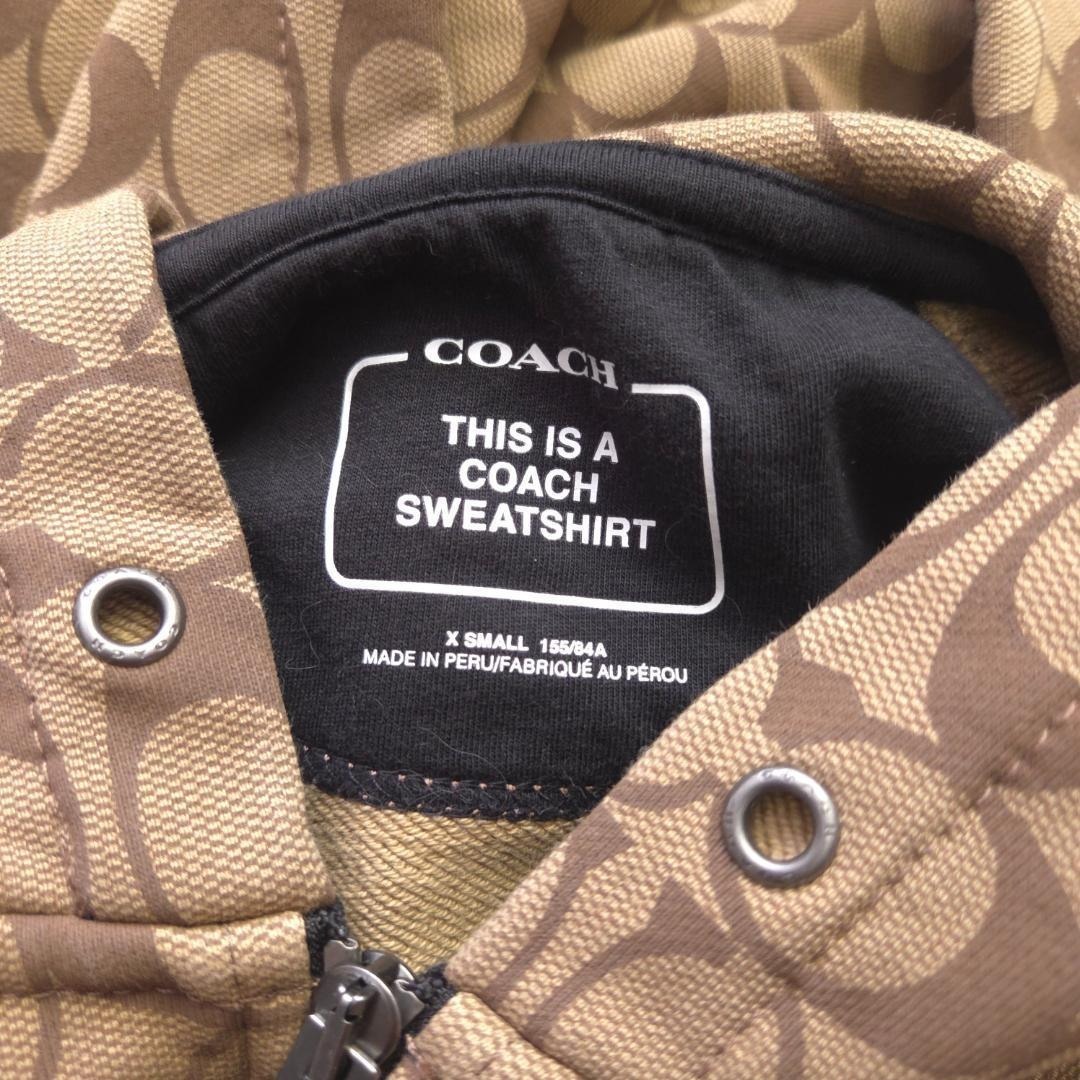 COACH
THIS IS A
COACH
SWEATSHIRT
X SMALL 155/84A
MADE IN PERU/FABRIQUÉ AU PÉROU